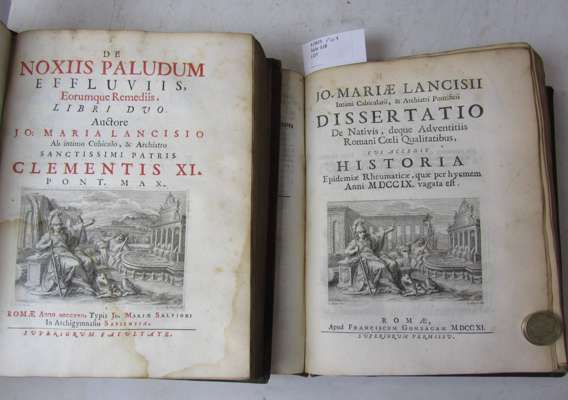 DE
NOXIIS PALUDUM
EFFLUVIIS,
Eorumque Remediis,
LIBRI DUO.
Auctore
JO: MARIA LANCISIO
Ab intimo Cubiculo, & Archiatro
SANCTISSIMI PATRIS
CLEMENTIS XI.
PONT. MAX.
ROMÆ Typis JO. MARIÆ SALVIONI
In Archigymnasio SAPIENTIÆ.
SUPERIORUM FACULTATE.
JO. MARIÆ LANCISII
Intimi Cubicularii, & Archiatri Pontificii
DISSERTATIO
De Nativis, deque Adventitiis
Romani Cœli Qualitatibus,
CUI ACCEDIT
HISTORIA
Epidemiæ Rheumaticæ, quæ per hyemem
Anni MDCCIX. vagata est.
ROMÆ,
Apud FRANCISCUM GONZAGAM MDCCXI.
SUPERIORUM PERMISSU.